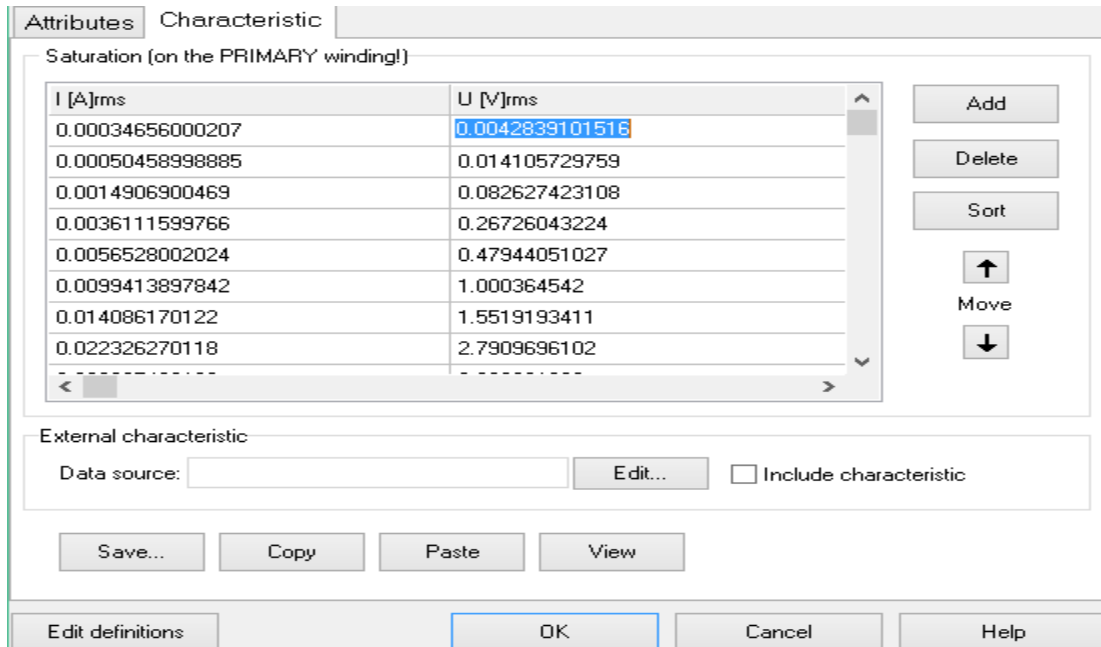 Attributes Characteristic
Saturation (on the PRIMARY winding!)
I [A]rms U [V]rms
0.00034656000207 0.0042839101516
0.00050458998885 0.014105729759
0.0014906900469 0.082627423108
0.0036111599766 0.26726043224
0.0056528002024 0.47944051027
0.0099413897842 1.000364542
0.014086170122 1.5519193411
0.022326270118 2.7909696102
Add
Delete
Sort
Move
External characteristic
Data source: Edit... Include characteristic
Save... Copy Paste View
Edit definitions OK Cancel Help